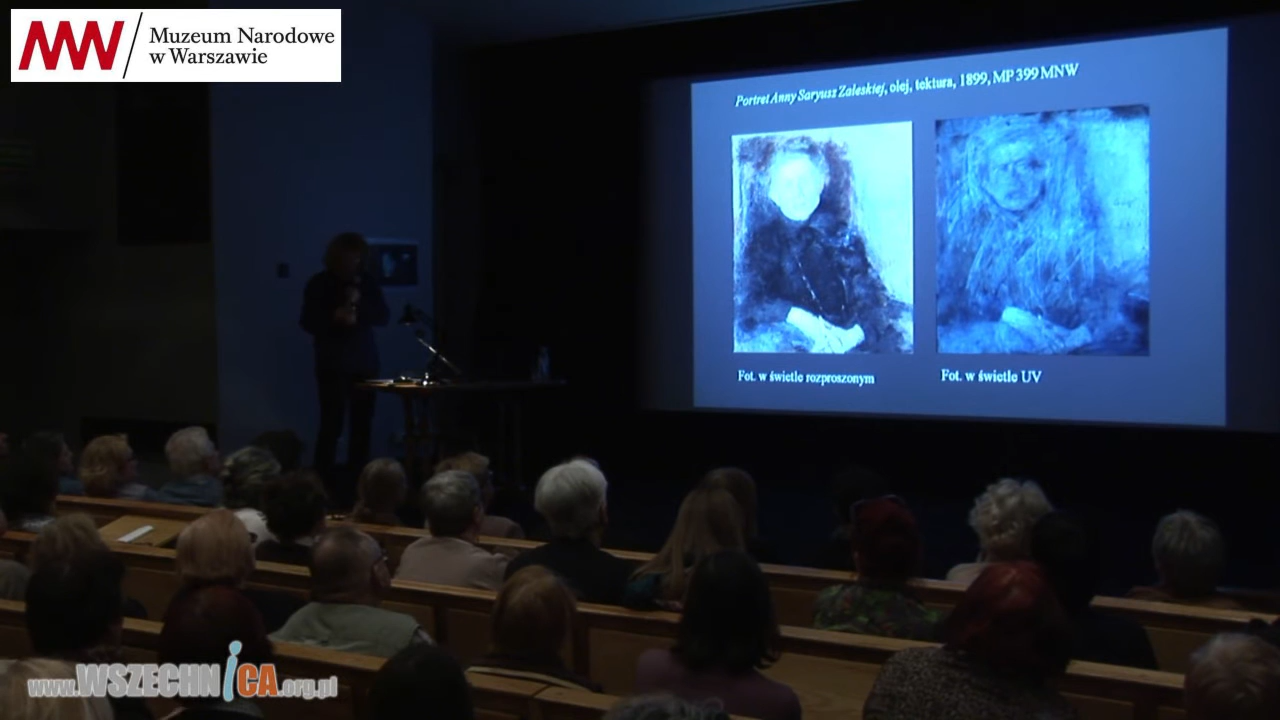 MNW
Muzeum Narodowe
w Warszawie
Portret Anny Saryusz Zaleskiej, olej, tektura, 1899, MP 399 MNW
Fot. w świetle rozproszonym
Fot. w świetle UV
www.WSZECHNiCA.org.pl